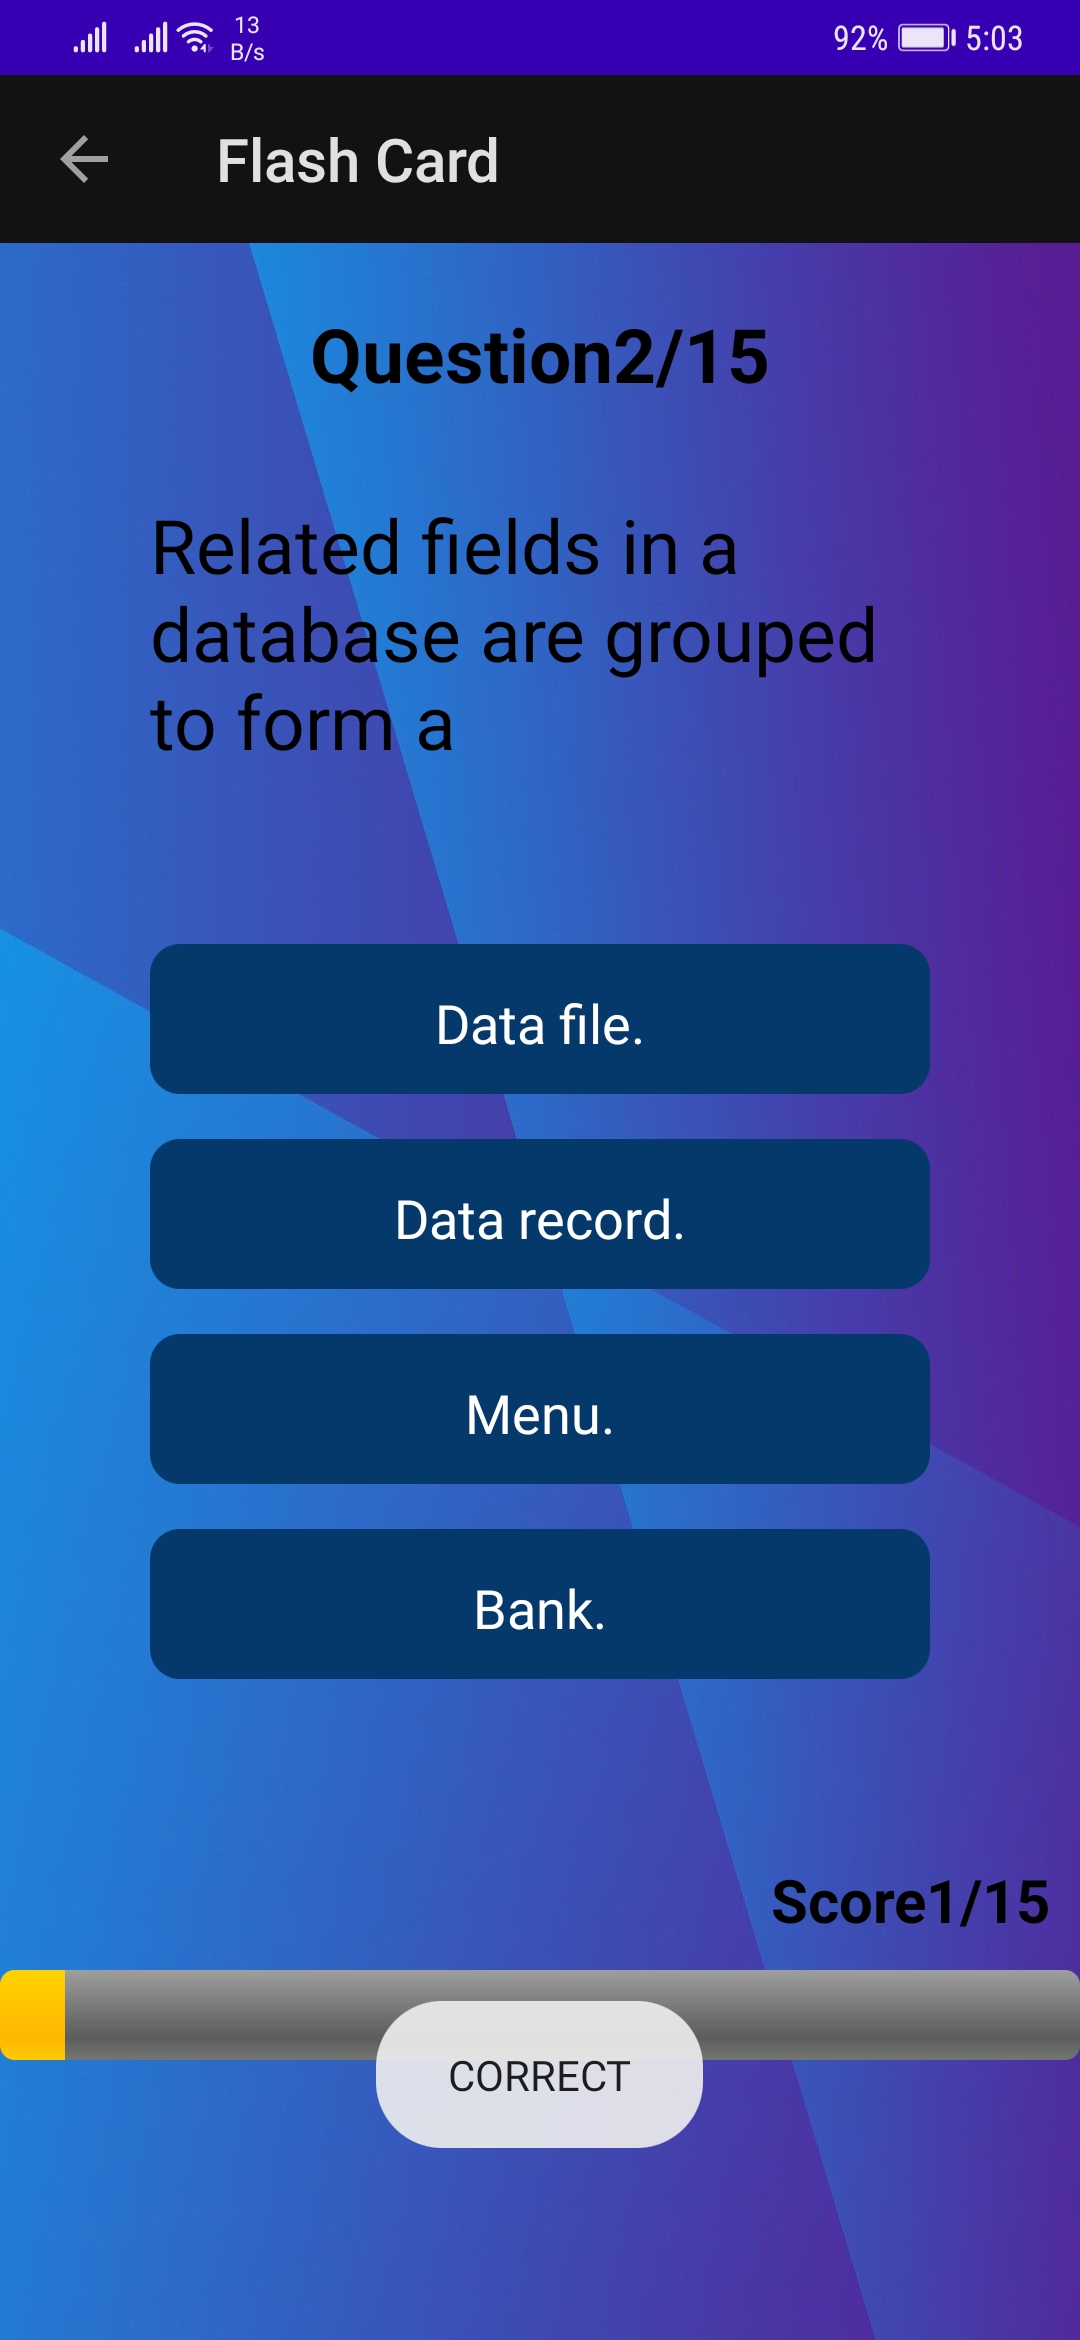 13
B/s
92%
5:03
Flash Card
Question2/15
Related fields in a
database are grouped
to form a
Data file.
Data record.
Menu.
Bank.
Score1/15
CORRECT